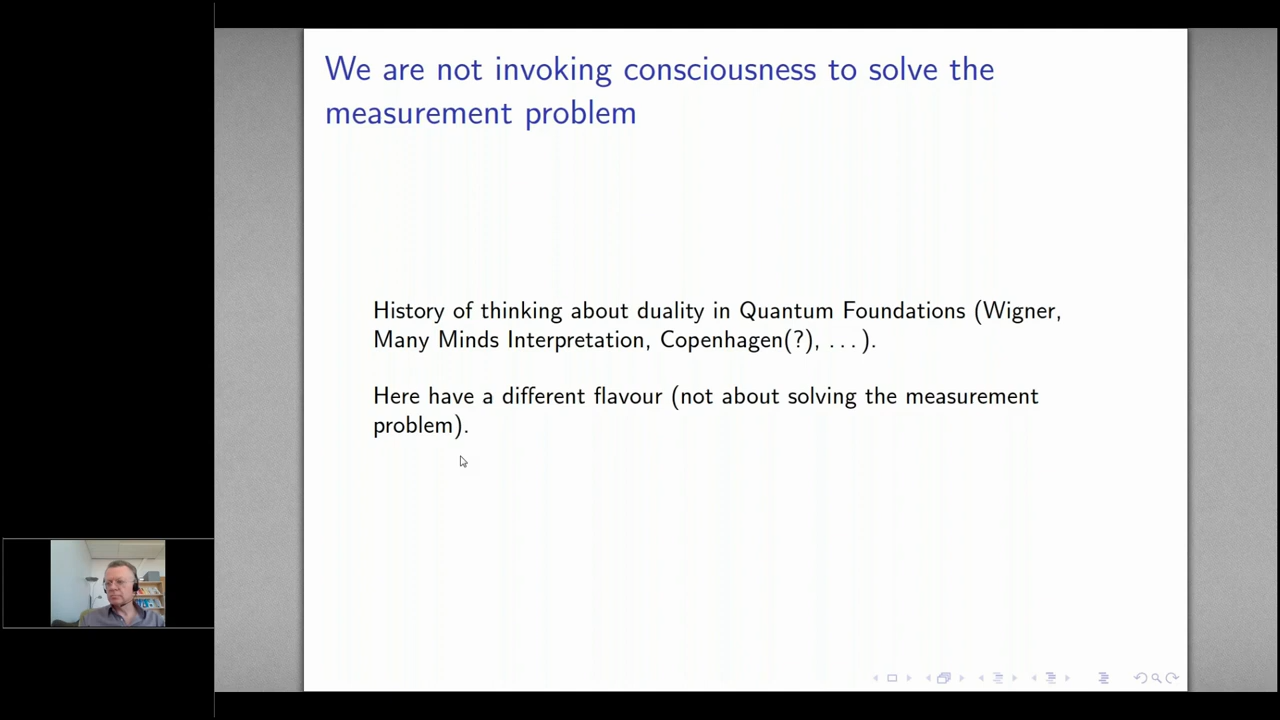 We are not invoking consciousness to solve the
measurement problem
History of thinking about duality in Quantum Foundations (Wigner,
Many Minds Interpretation, Copenhagen(?), ...).
Here have a different flavour (not about solving the measurement
problem).